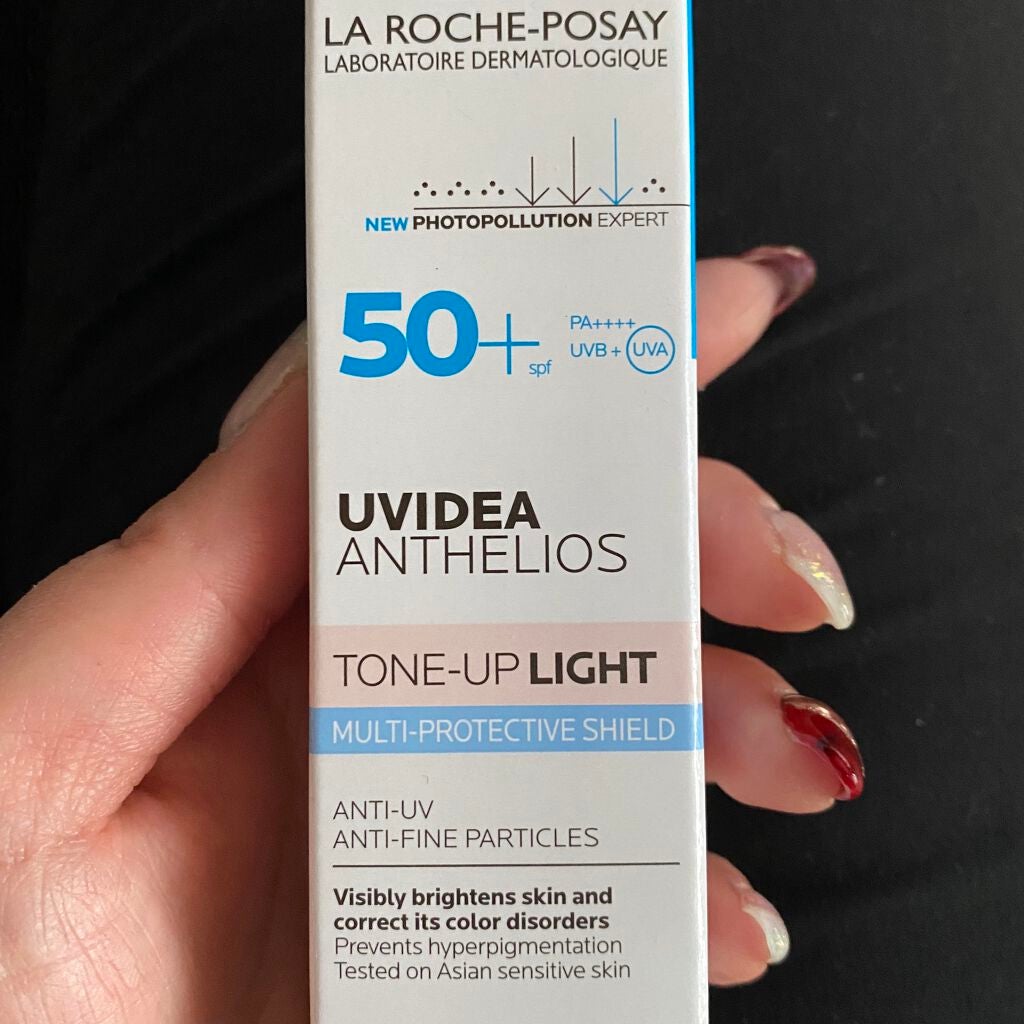 LA ROCHE-POSAY
LABORATOIRE DERMATOLOGIQUE
NEW PHOTOPOLLUTION EXPERT
50+ spf
PA++++
UVB + UVA
UVIDEA
ANTHELIOS
TONE-UP LIGHT
MULTI-PROTECTIVE SHIELD
ANTI-UV
ANTI-FINE PARTICLES
Visibly brightens skin and
correct its color disorders
Prevents hyperpigmentation
Tested on Asian sensitive skin